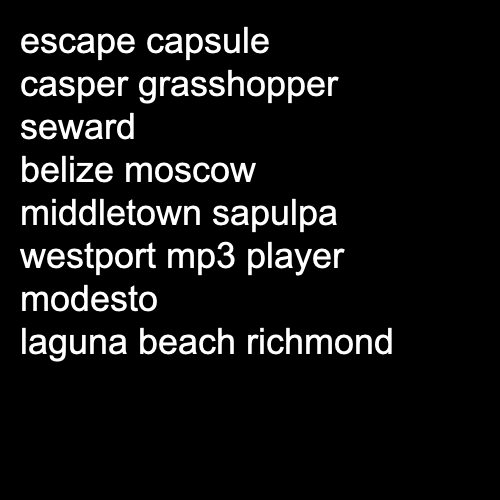 escape capsule
casper grasshopper
seward
belize moscow
middletown sapulpa
westport mp3 player
modesto
laguna beach richmond